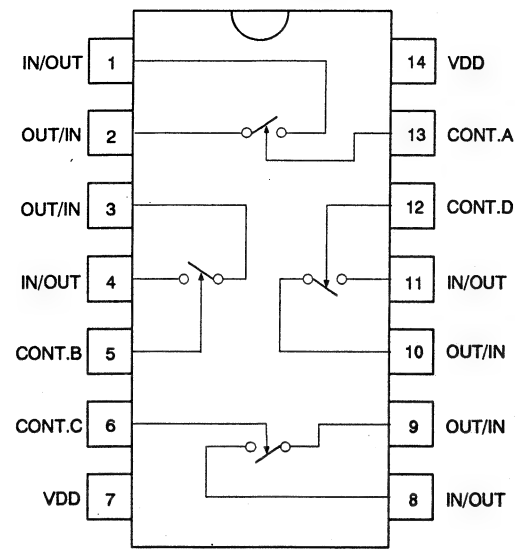 IN/OUT 1 14 VDD
OUT/IN 2 13 CONT.A
OUT/IN 3 12 CONT.D
IN/OUT 4 11 IN/OUT
CONT.B 5 10 OUT/IN
CONT.C 6 9 OUT/IN
VDD 7 8 IN/OUT